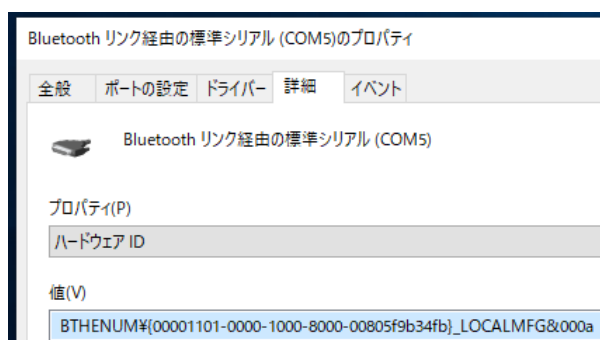 Bluetooth リンク経由の標準シリアル (COM5)のプロパティ
全般 ポートの設定 ドライバー 詳細 イベント
Bluetooth リンク経由の標準シリアル (COM5)
プロパティ(P)
ハードウェア ID
値(V)
BTHENUM¥{00001101-0000-1000-8000-00805f9b34fb}_LOCALMFG&000a